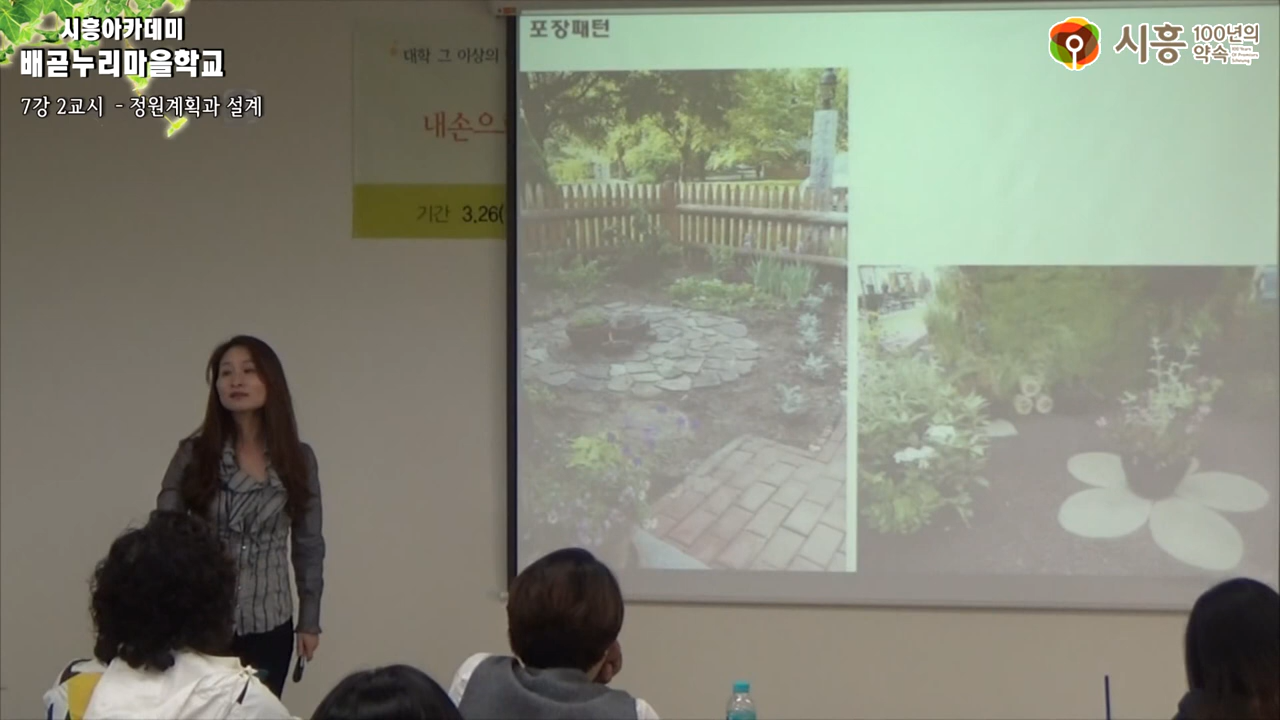 시흥아카데미
배곧누리마을학교
7강 2교시 - 정원계획과 설계
대학 그 이상의
내손으
기간 3.26(
포장패턴
시흥 100년의
약속